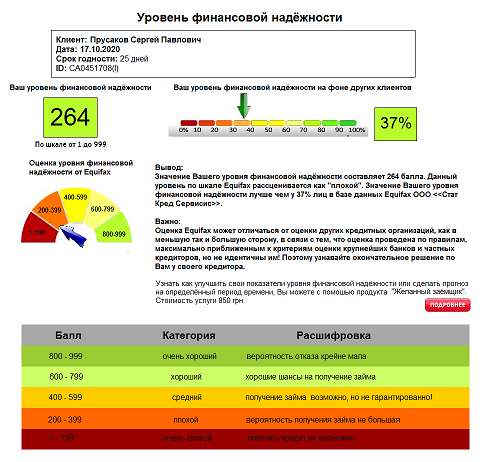 Уровень финансовой надёжности
Клиент: Прусаков Сергей Павлович
Дата: 17.10.2020
Срок годности: 25 дней
ID: CA0451708(I)
Ваш уровень финансовой надёжности
264
По шкале от 1 до 999
Ваш уровень финансовой надёжности на фоне других клиентов
0% 10 20 30 40 50 60 70 80 90 100%
37%
Оценка уровня финансовой
надёжности от Equifax
1-199
200-399
400-599
600-799
800-999
Вывод:
Значение Вашего уровня финансовой надёжности составляет 264 балла. Данный
уровень по шкале Equifax рассценивается как "плохой". Значение Вашего уровня
финансовой надёжности лучше чем у 37% лиц в базе данных Equifax ООО <<Стат
Кред Сервисис>>.
Важно:
Оценка Equifax может отличаться от оценки других кредитных организаций, как в
меньшую так и большую сторону, в связи с тем, что оценка проведена по правилам,
максимально приближенным к критериям оценки крупнейших банков и частных
кредиторов, но не идентичны им! Поэтому узнавайте окончательное решение по
Вам у своего кредитора.
Узнать как улучшить свои показатели уровня финансовой надёжности или сделать прогноз
на определённый период времени, Вы можете с помощью продукта "Желанный заёмщик".
Стоимость услуги 850 грн.
ПОДРОБНЕЕ
Балл Категория Расшифровка
800 - 999 очень хороший вероятность отказа крейне мала
600 - 799 хороший хорошие шансы на получение займа
400 - 599 средний получение займа возможно, но не гарантированно!
200 - 399 плохой вероятность получения займа не большая
1 - 199 очень плохой получить кредит не возможно